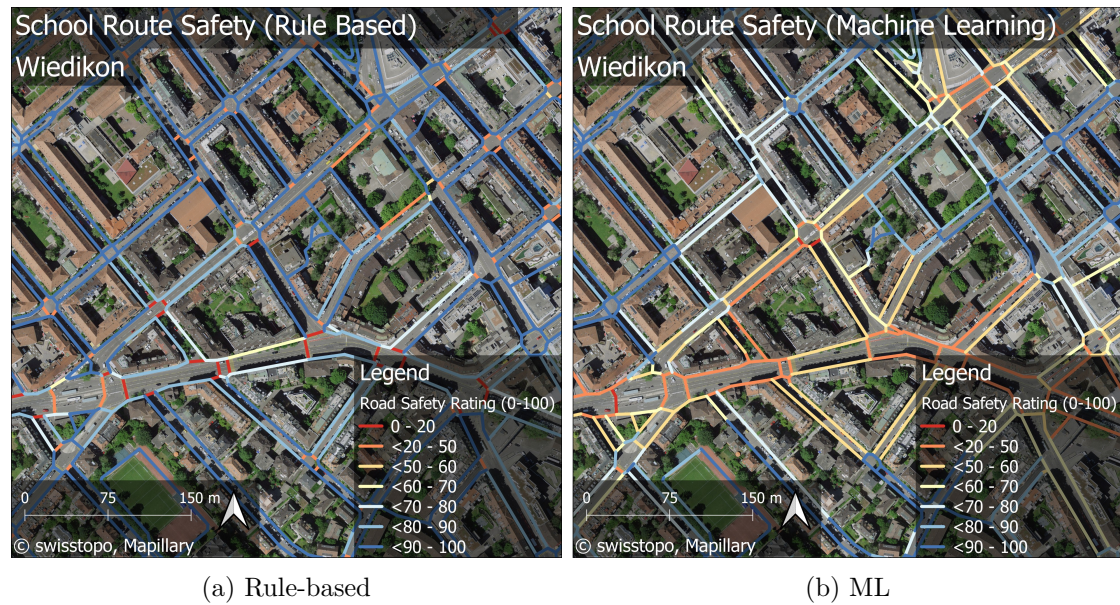 School Route Safety (Rule Based)
Wiedikon
Legend
Road Safety Rating (0-100)
0 - 20
<20 - 50
<50 - 60
<60 - 70
<70 - 80
<80 - 90
<90 - 100
0 75 150 m
© swisstopo, Mapillary
(a) Rule-based
School Route Safety (Machine Learning)
Wiedikon
Legend
Road Safety Rating (0-100)
0 - 20
<20 - 50
<50 - 60
<60 - 70
<70 - 80
<80 - 90
<90 - 100
0 75 150 m
© swisstopo, Mapillary
(b) ML